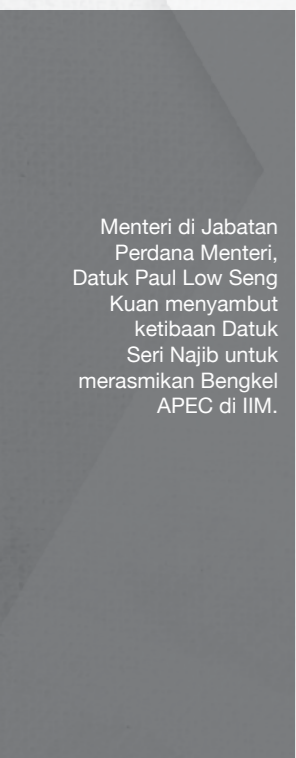 Menteri di Jabatan
Perdana Menteri,
Datuk Paul Low Seng
Kuan menyambut
ketibaan Datuk
Seri Najib untuk
merasmikan Bengkel
APEC di IIM.